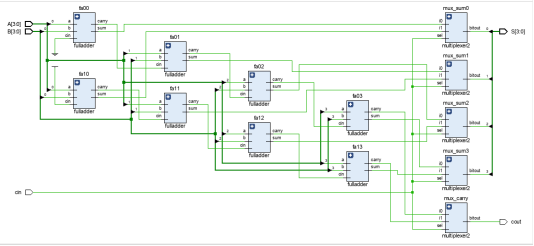 fa00
mux_sum0
A[3:0]
B[3:0]
a carry
b sum
cin
fulladder
i0
i1 bitout
sel
multiplexer2
S[3:0]
fa01
a carry
b sum
cin
fulladder
mux_sum1
i0
i1 bitout
sel
multiplexer2
fa10
a carry
b sum
cin
fulladder
fa02
a carry
b sum
cin
fulladder
fa11
a carry
b sum
cin
fulladder
fa03
a carry
b sum
cin
fulladder
mux_sum2
i0
i1 bitout
sel
multiplexer2
fa12
a carry
b sum
cin
fulladder
fa13
a carry
b sum
cin
fulladder
mux_sum3
i0
i1 bitout
sel
multiplexer2
cin
mux_carry
i0
i1 bitout
sel
multiplexer2
cout